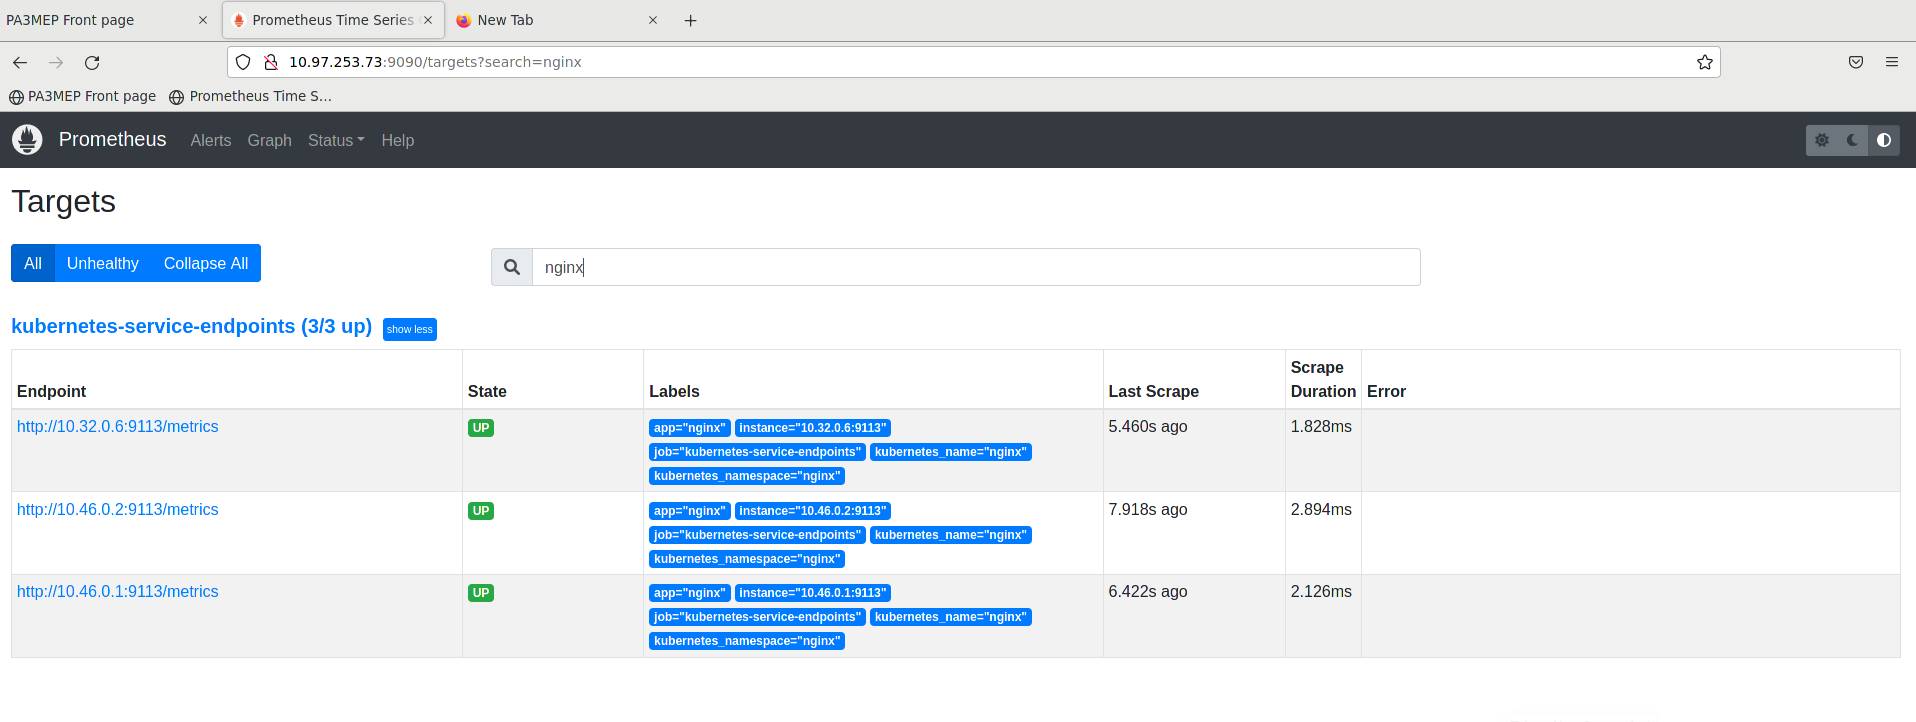 PA3MEP Front page
Prometheus Time Series
New Tab
10.97.253.73:9090/targets?search=nginx
PA3MEP Front page Prometheus Time S…
Prometheus Alerts Graph Status Help
Targets
All Unhealthy Collapse All
nginx
kubernetes-service-endpoints (3/3 up) show less
Endpoint State Labels Last Scrape Scrape Duration Error
http://10.32.0.6:9113/metrics UP app="nginx" instance="10.32.0.6:9113" 5.460s ago 1.828ms
job="kubernetes-service-endpoints" kubernetes_name="nginx"
kubernetes_namespace="nginx"
http://10.46.0.2:9113/metrics UP app="nginx" instance="10.46.0.2:9113" 7.918s ago 2.894ms
job="kubernetes-service-endpoints" kubernetes_name="nginx"
kubernetes_namespace="nginx"
http://10.46.0.1:9113/metrics UP app="nginx" instance="10.46.0.1:9113" 6.422s ago 2.126ms
job="kubernetes-service-endpoints" kubernetes_name="nginx"
kubernetes_namespace="nginx"